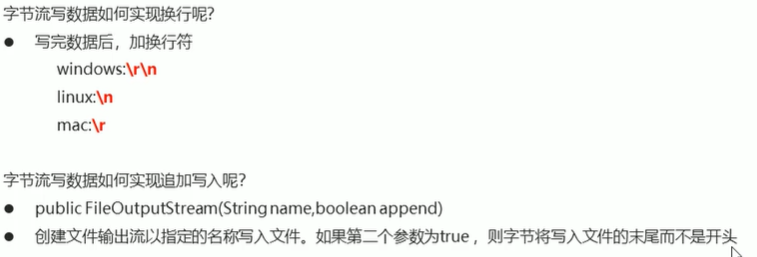 字节流写数据如何实现换行呢?
● 写完数据后，加换行符
windows:\r\n
linux:\n
mac:\r
字节流写数据如何实现追加写入呢?
● public FileOutputStream(String name,boolean append)
● 创建文件输出流以指定的名称写入文件。如果第二个参数为true ，则字节将写入文件的末尾而不是开头